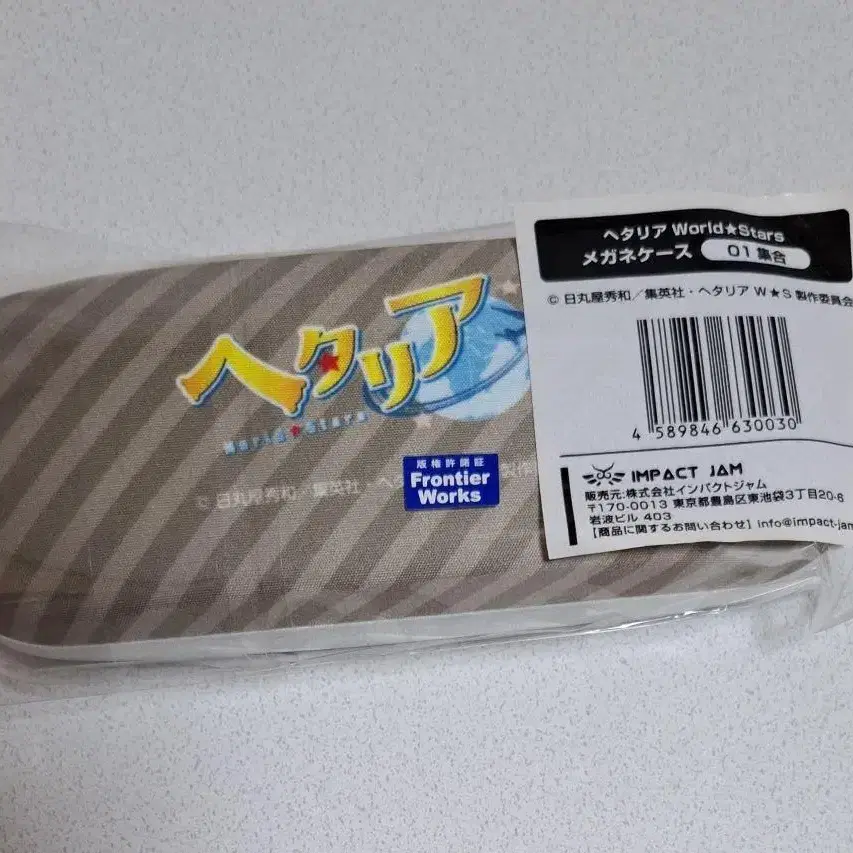 ヘタリア
World★Stars
版権許諾証
Frontier
Works
© 日丸屋秀和／集英社・ヘ 製作
ヘタリア World★Stars
メガネケース 01 集合
© 日丸屋秀和／集英社・ヘタリア W★S 製作委員会
4 589846 630030
IMPACT JAM
販売元:株式会社インパクトジャム
〒170-0013 東京都豊島区東池袋3丁目20-6
岩波ビル 403
【商品に関するお問い合わせ】info@impact-jam